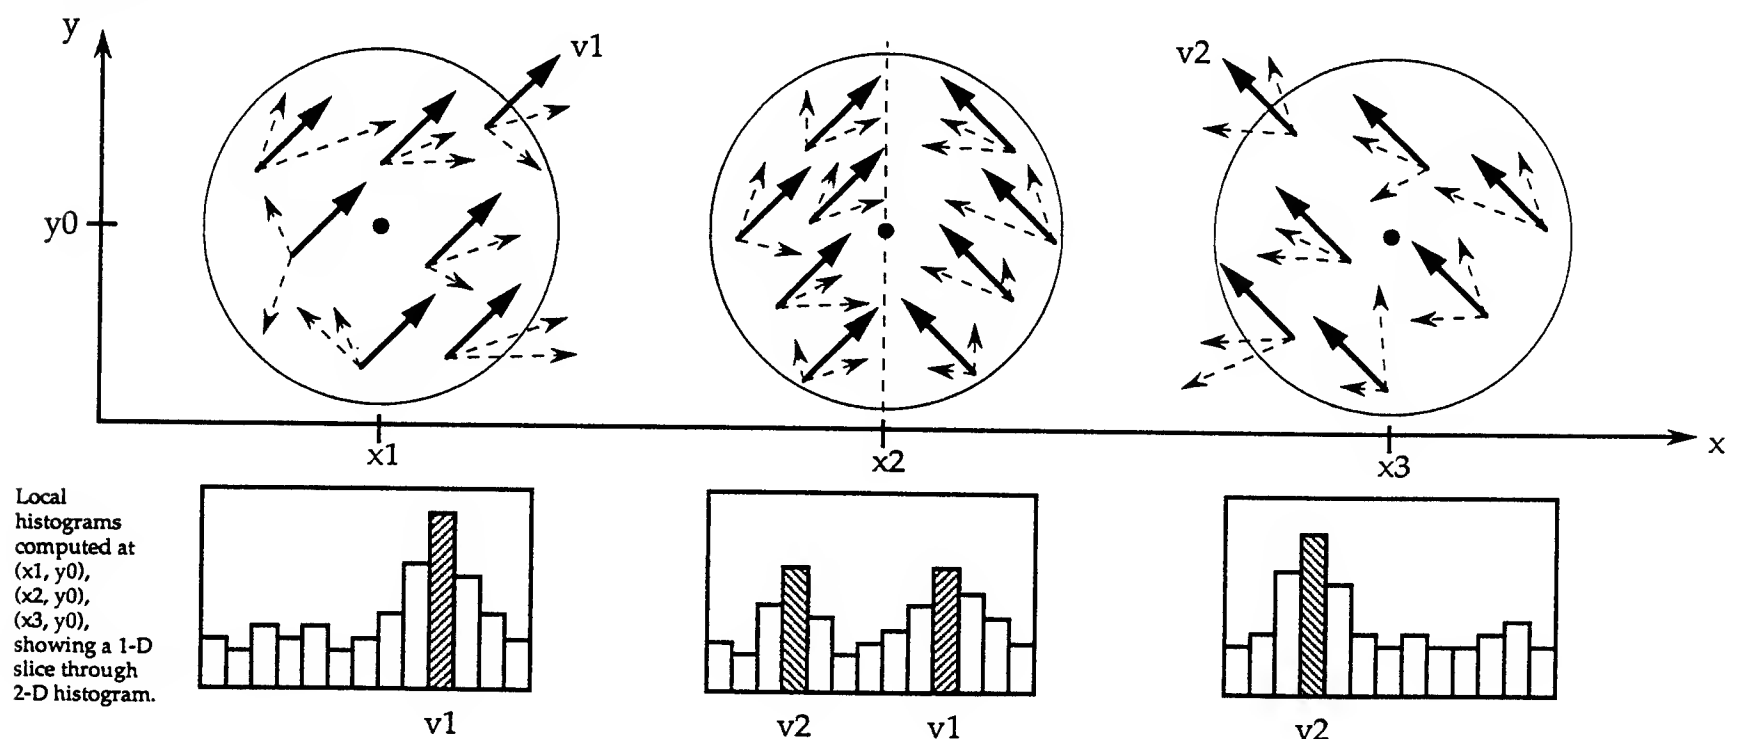 y
v1
v2
y0
x1
x2
x3
x
Local
histograms
computed at
(x1, y0),
(x2, y0),
(x3, y0),
showing a 1-D
slice through
2-D histogram.
v1
v2
v1
v2